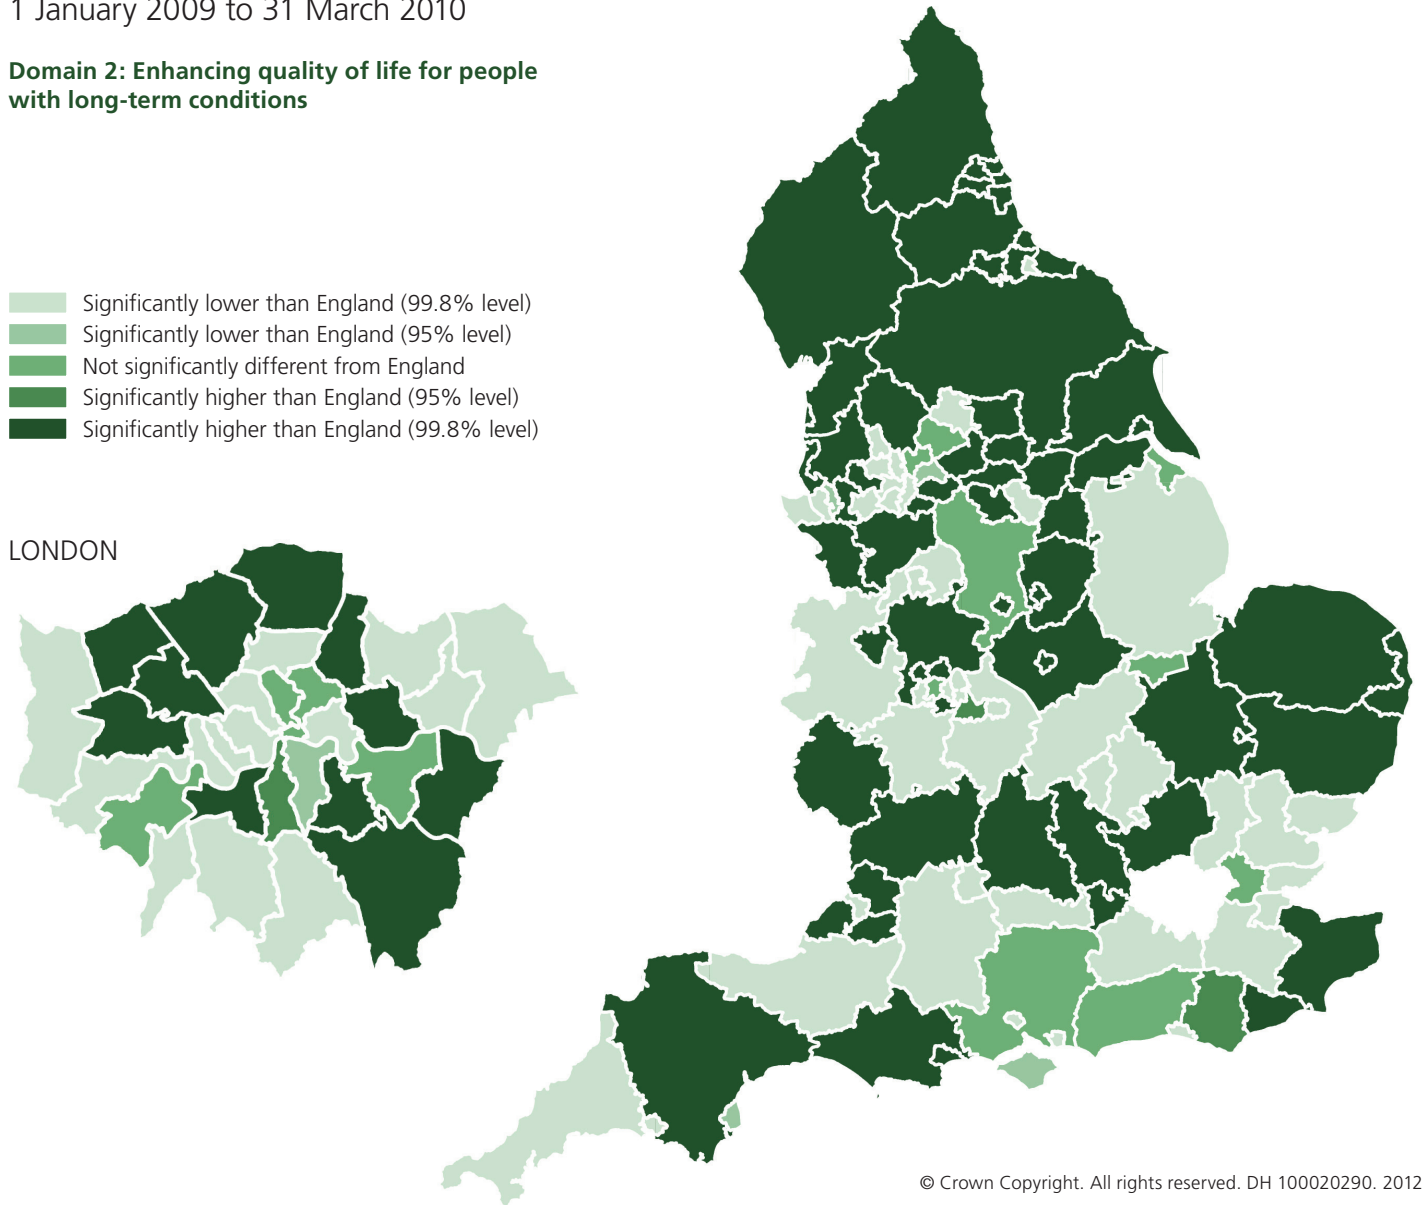 1 January 2009 to 31 March 2010
Domain 2: Enhancing quality of life for people
with long-term conditions
Significantly lower than England (99.8% level)
Significantly lower than England (95% level)
Not significantly different from England
Significantly higher than England (95% level)
Significantly higher than England (99.8% level)
LONDON
© Crown Copyright. All rights reserved. DH 100020290. 2012